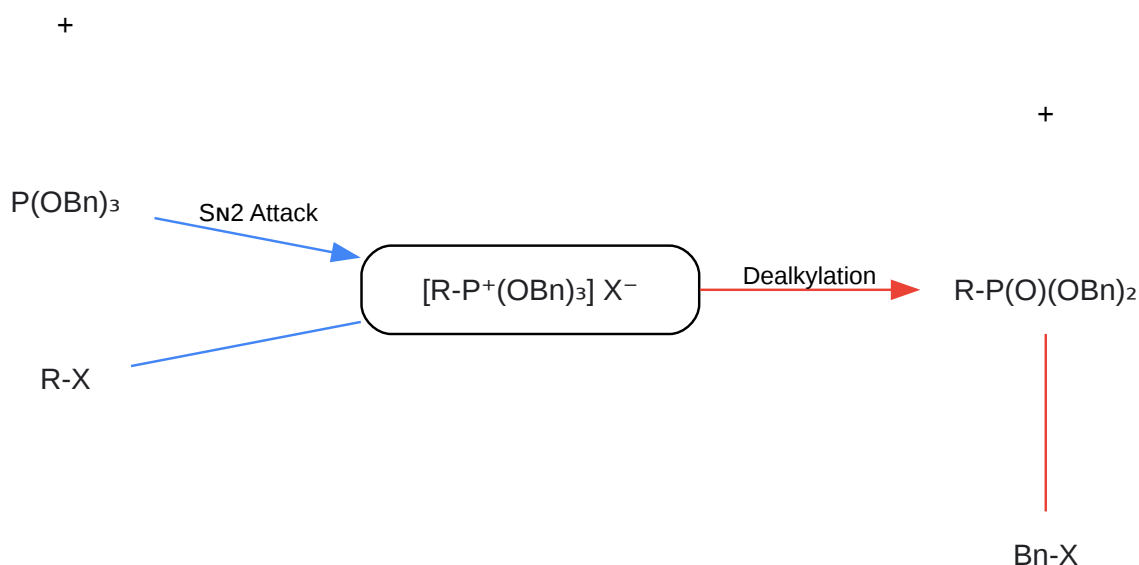 +
+
P(OBn)₃
Sɴ2 Attack
[R-P⁺(OBn)₃] X⁻
Dealkylation
R-P(O)(OBn)₂
R-X
Bn-X